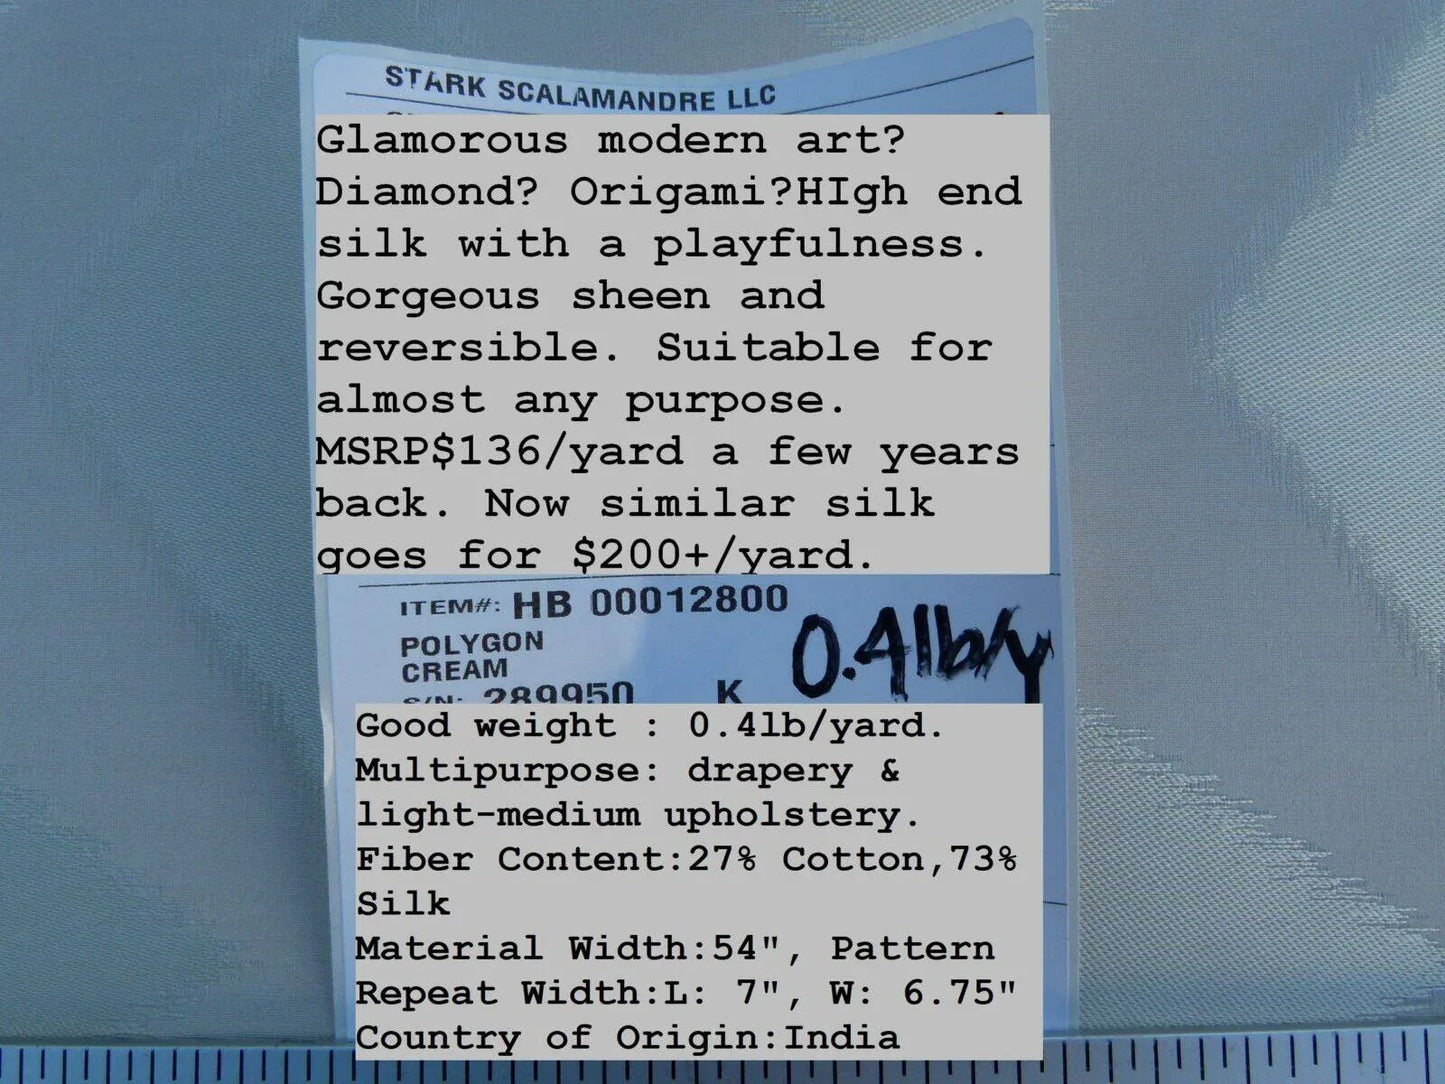 STARK SCALAMANDRE LLC
Glamorous modern art?
Diamond? Origami?HIgh end
silk with a playfulness.
Gorgeous sheen and
reversible. Suitable for
almost any purpose.
MSRP$136/yard a few years
back. Now similar silk
goes for $200+/yard.
ITEM#: HB 00012800
POLYGON
CREAM
0.4lb/y
S/N: 289950 K
Good weight : 0.4lb/yard.
Multipurpose: drapery &
light-medium upholstery.
Fiber Content:27% Cotton,73%
Silk
Material Width:54", Pattern
Repeat Width:L: 7", W: 6.75"
Country of Origin:India